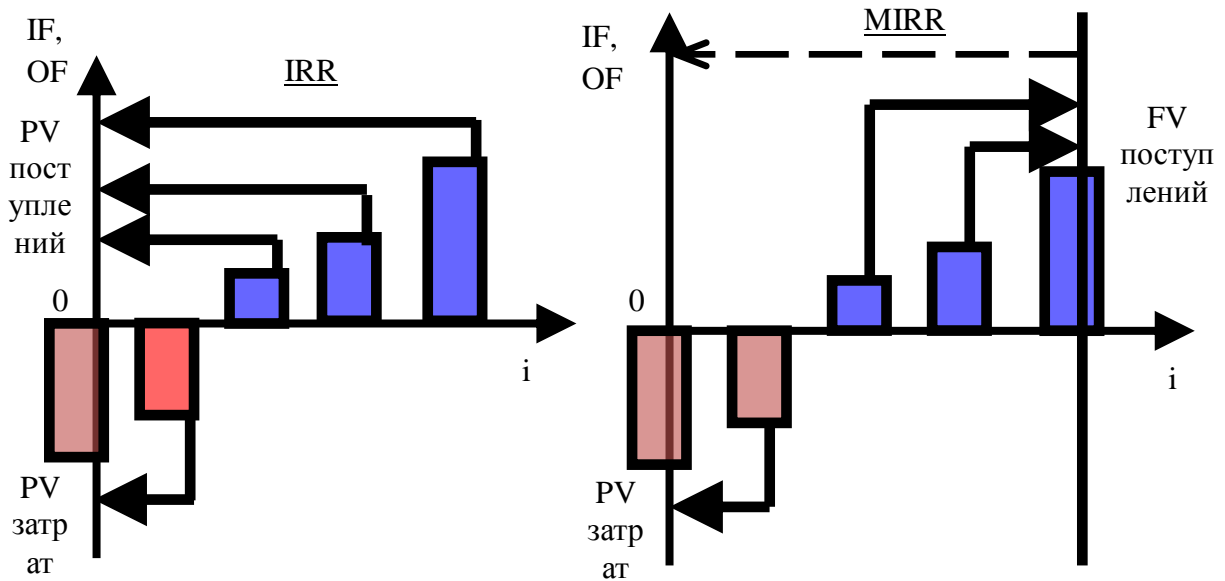 IF,
OF
IRR
PV
пост
упле
ний
0
i
PV
затр
ат
IF,
OF
MIRR
FV
поступ
лений
0
i
PV
затр
ат